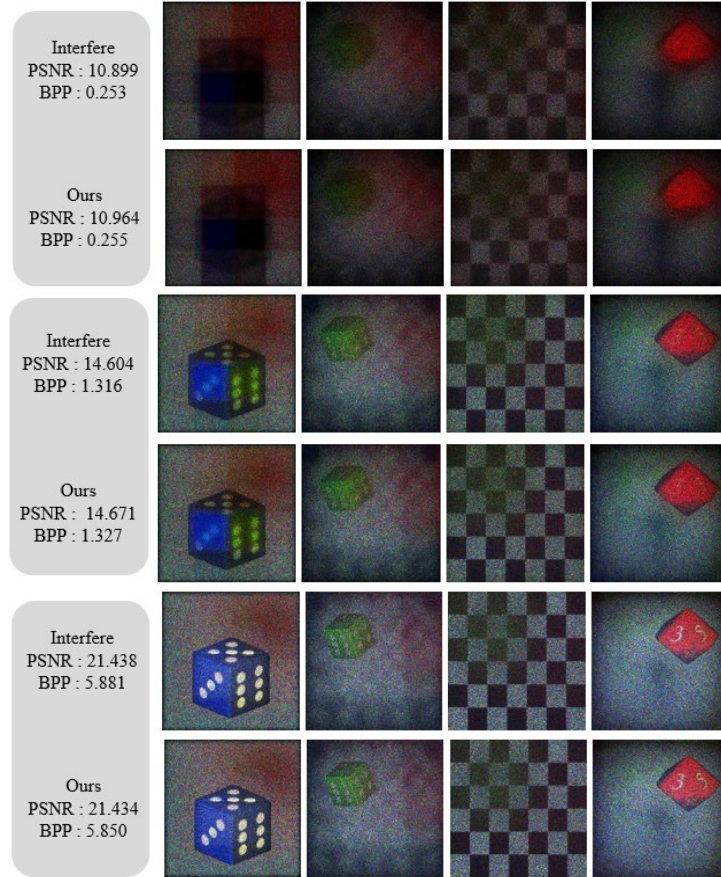 Interfere
PSNR : 10.899
BPP : 0.253
Ours
PSNR : 10.964
BPP : 0.255
Interfere
PSNR : 14.604
BPP : 1.316
Ours
PSNR : 14.671
BPP : 1.327
Interfere
PSNR : 21.438
BPP : 5.881
3 5
Ours
PSNR : 21.434
BPP : 5.850
3 5